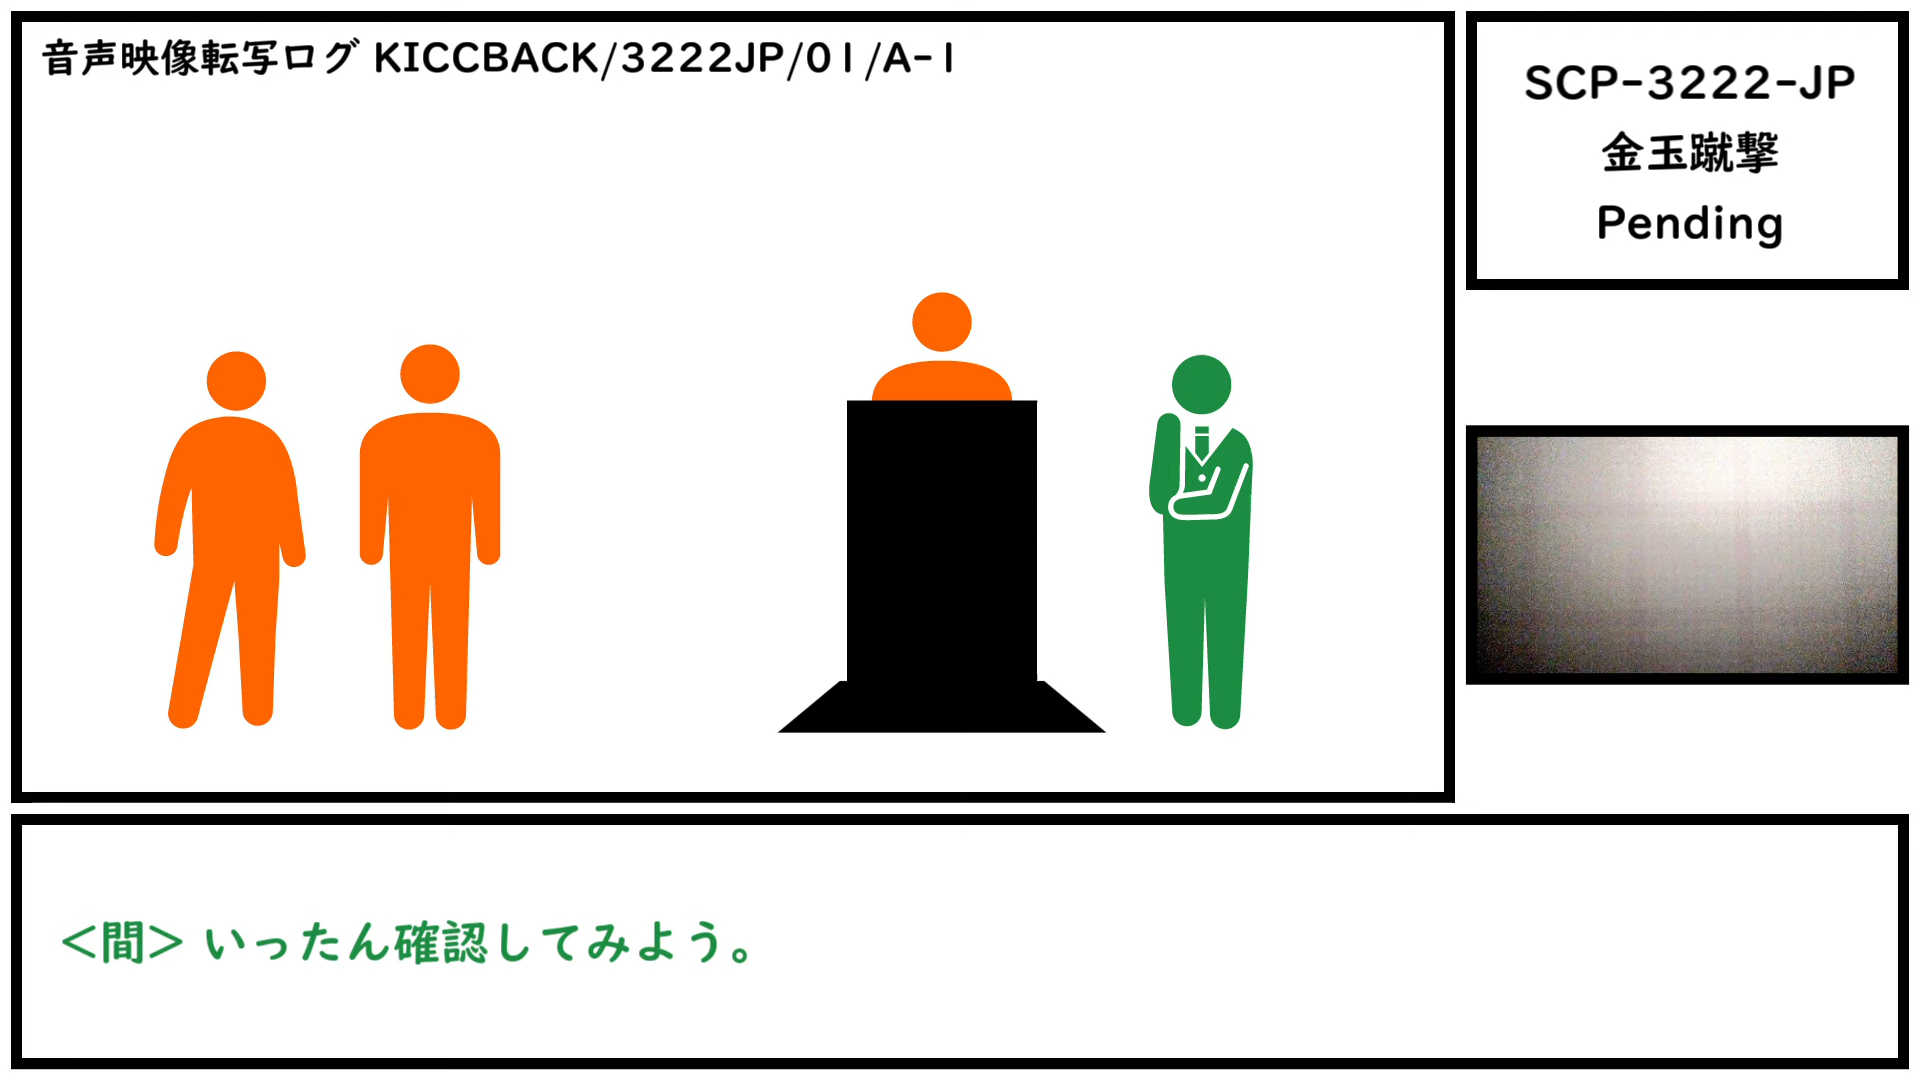 音声映像転写ログ KICCBACK/3222JP/01/A-1
SCP-3222-JP
金玉蹴撃
Pending
<間> いったん確認してみよう。